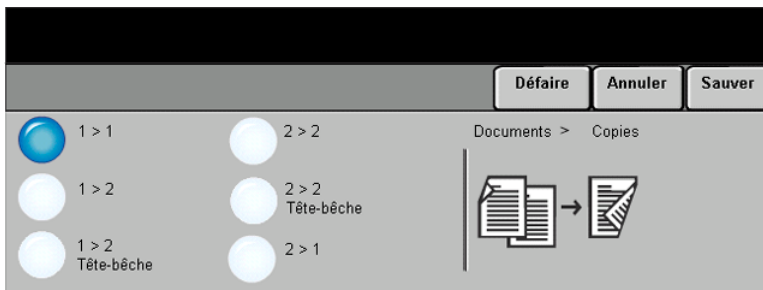 Défaire Annuler Sauver
1 > 1
1 > 2
1 > 2
Tête-bêche
2 > 2
2 > 2
Tête-bêche
2 > 1
Documents > Copies